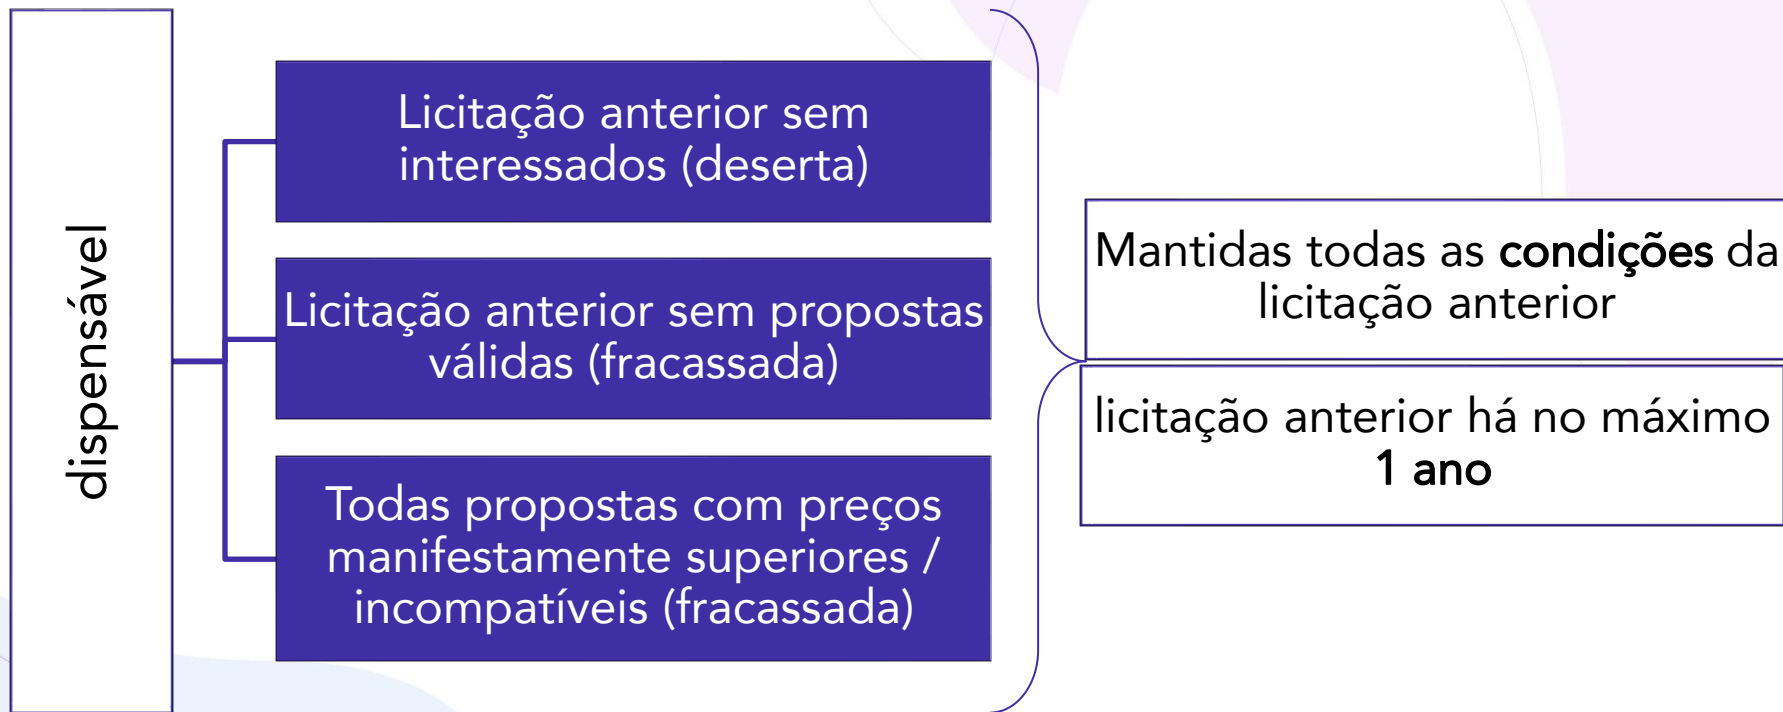 dispensável
Licitação anterior sem
interessados (deserta)
Licitação anterior sem propostas
válidas (fracassada)
Todas propostas com preços
manifestamente superiores /
incompatíveis (fracassada)
Mantidas todas as condições da
licitação anterior
licitação anterior há no máximo
1 ano